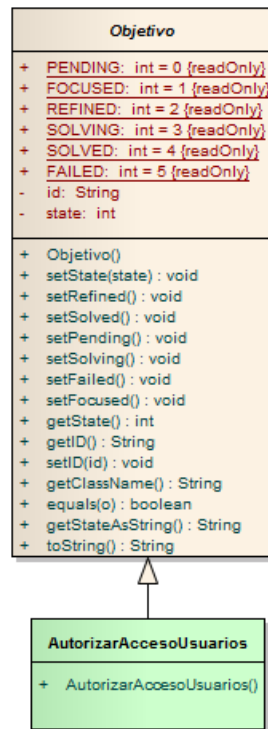 Objetivo
+ PENDING: int = 0 {readOnly}
+ FOCUSED: int = 1 {readOnly}
+ REFINED: int = 2 {readOnly}
+ SOLVING: int = 3 {readOnly}
+ SOLVED: int = 4 {readOnly}
+ FAILED: int = 5 {readOnly}
- id: String
- state: int
+ Objetivo()
+ setState(state) : void
+ setRefined() : void
+ setSolved() : void
+ setPending() : void
+ setSolving() : void
+ setFailed() : void
+ setFocused() : void
+ getState() : int
+ getID() : String
+ setID(id) : void
+ getClassName() : String
+ equals(o) : boolean
+ getStateAsString() : String
+ toString() : String
AutorizarAccesoUsuarios
+ AutorizarAccesoUsuarios()